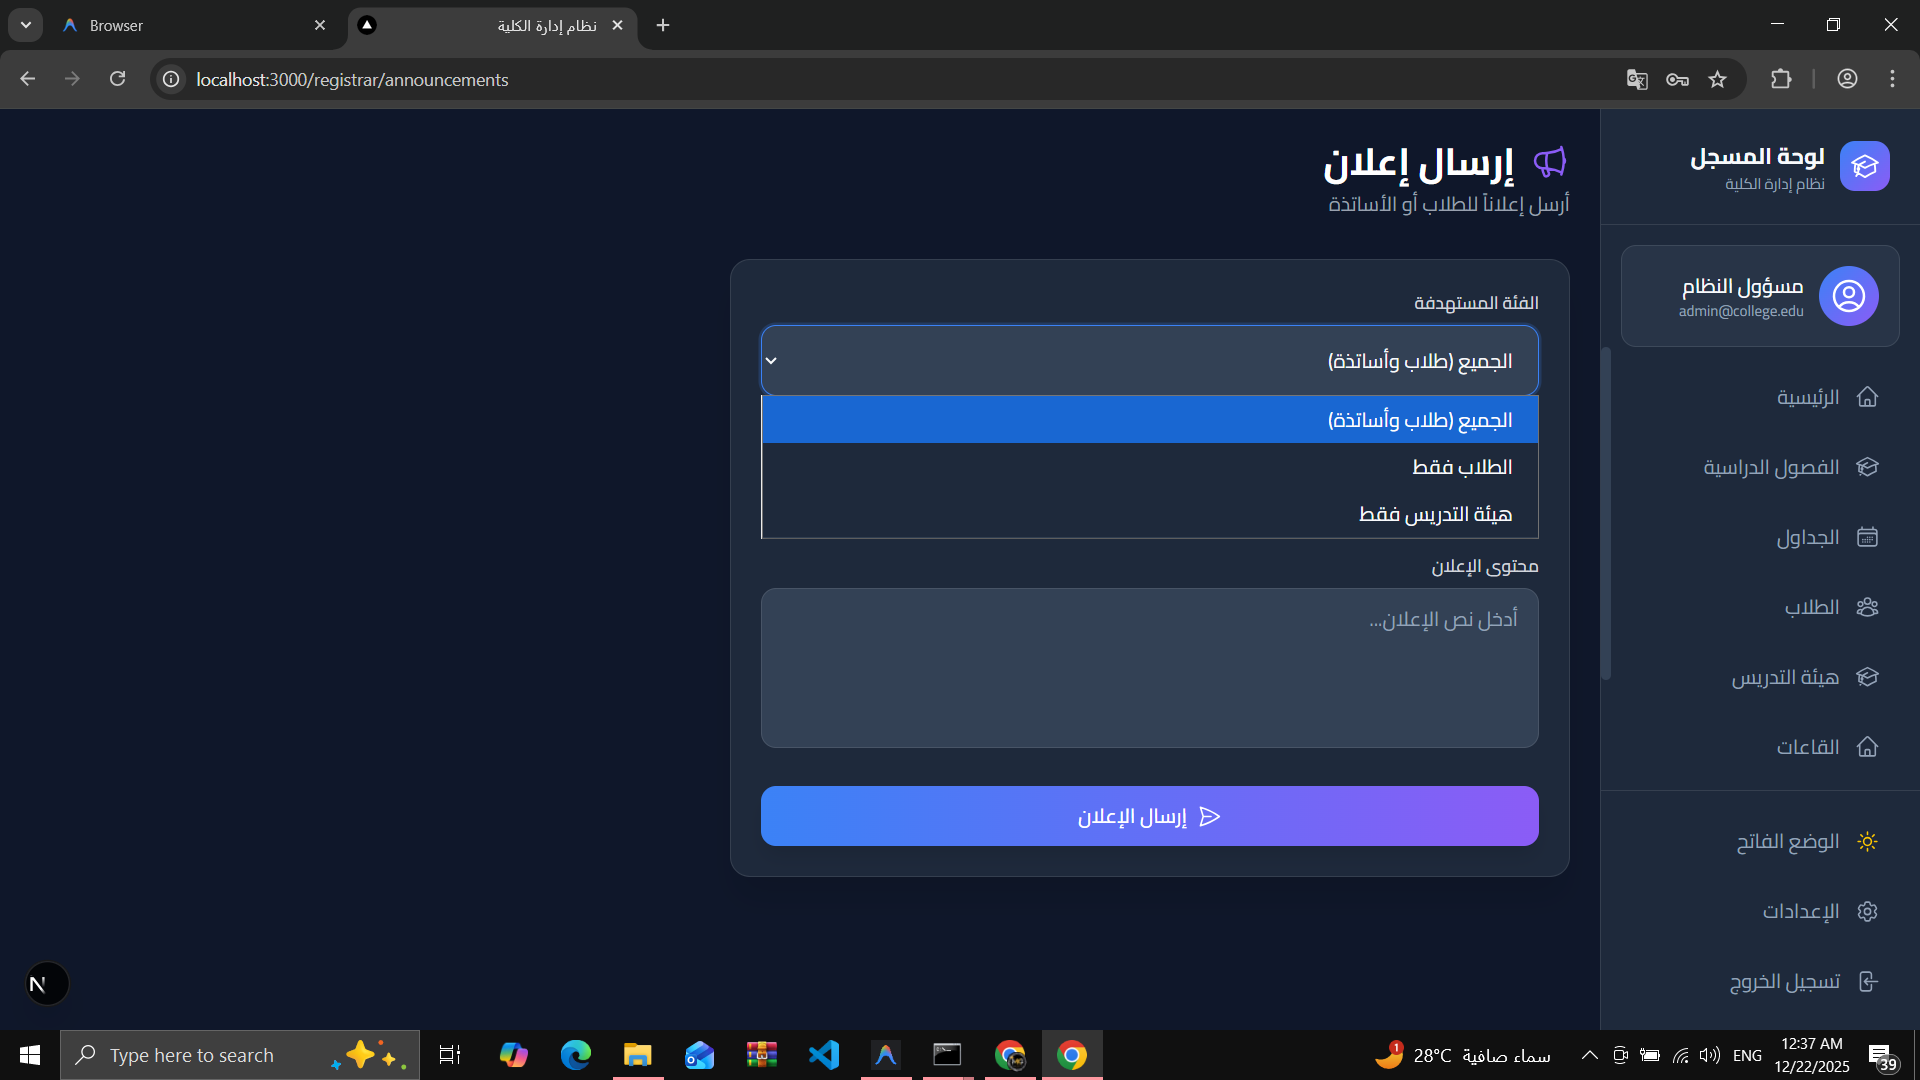 Browser
نظام إدارة الكلية
localhost:3000/registrar/announcements
لوحة المسجل
نظام إدارة الكلية
مسؤول النظام
admin@college.edu
الرئيسية
الفصول الدراسية
الجداول
الطلاب
هيئة التدريس
القاعات
الوضع الفاتح
الإعدادات
تسجيل الخروج
إرسال إعلان
أرسل إعلاناً للطلاب أو الأساتذة
الفئة المستهدفة
الجميع (طلاب وأساتذة)
الجميع (طلاب وأساتذة)
الطلاب فقط
هيئة التدريس فقط
محتوى الإعلان
أدخل نص الإعلان...
إرسال الإعلان
N
Type here to search
1
28°C سماء صافية
ENG
12:37 AM
12/22/2025
39